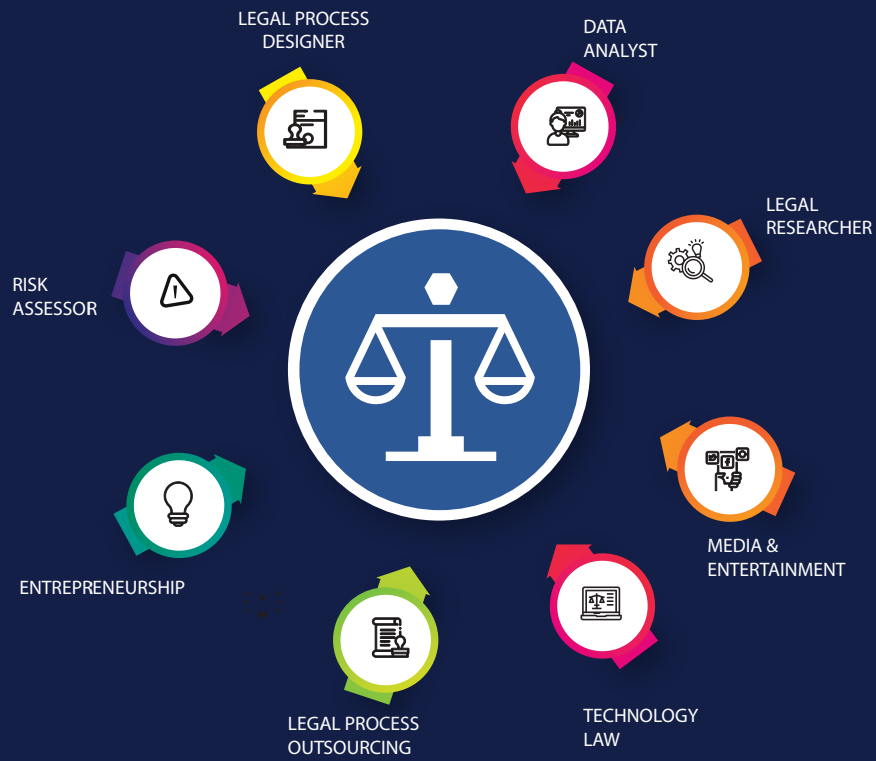 LEGAL PROCESS
DESIGNER
DATA
ANALYST
LEGAL
RESEARCHER
RISK
ASSESSOR
MEDIA &
ENTERTAINMENT
ENTREPRENEURSHIP
TECHNOLOGY
LAW
LEGAL PROCESS
OUTSOURCING